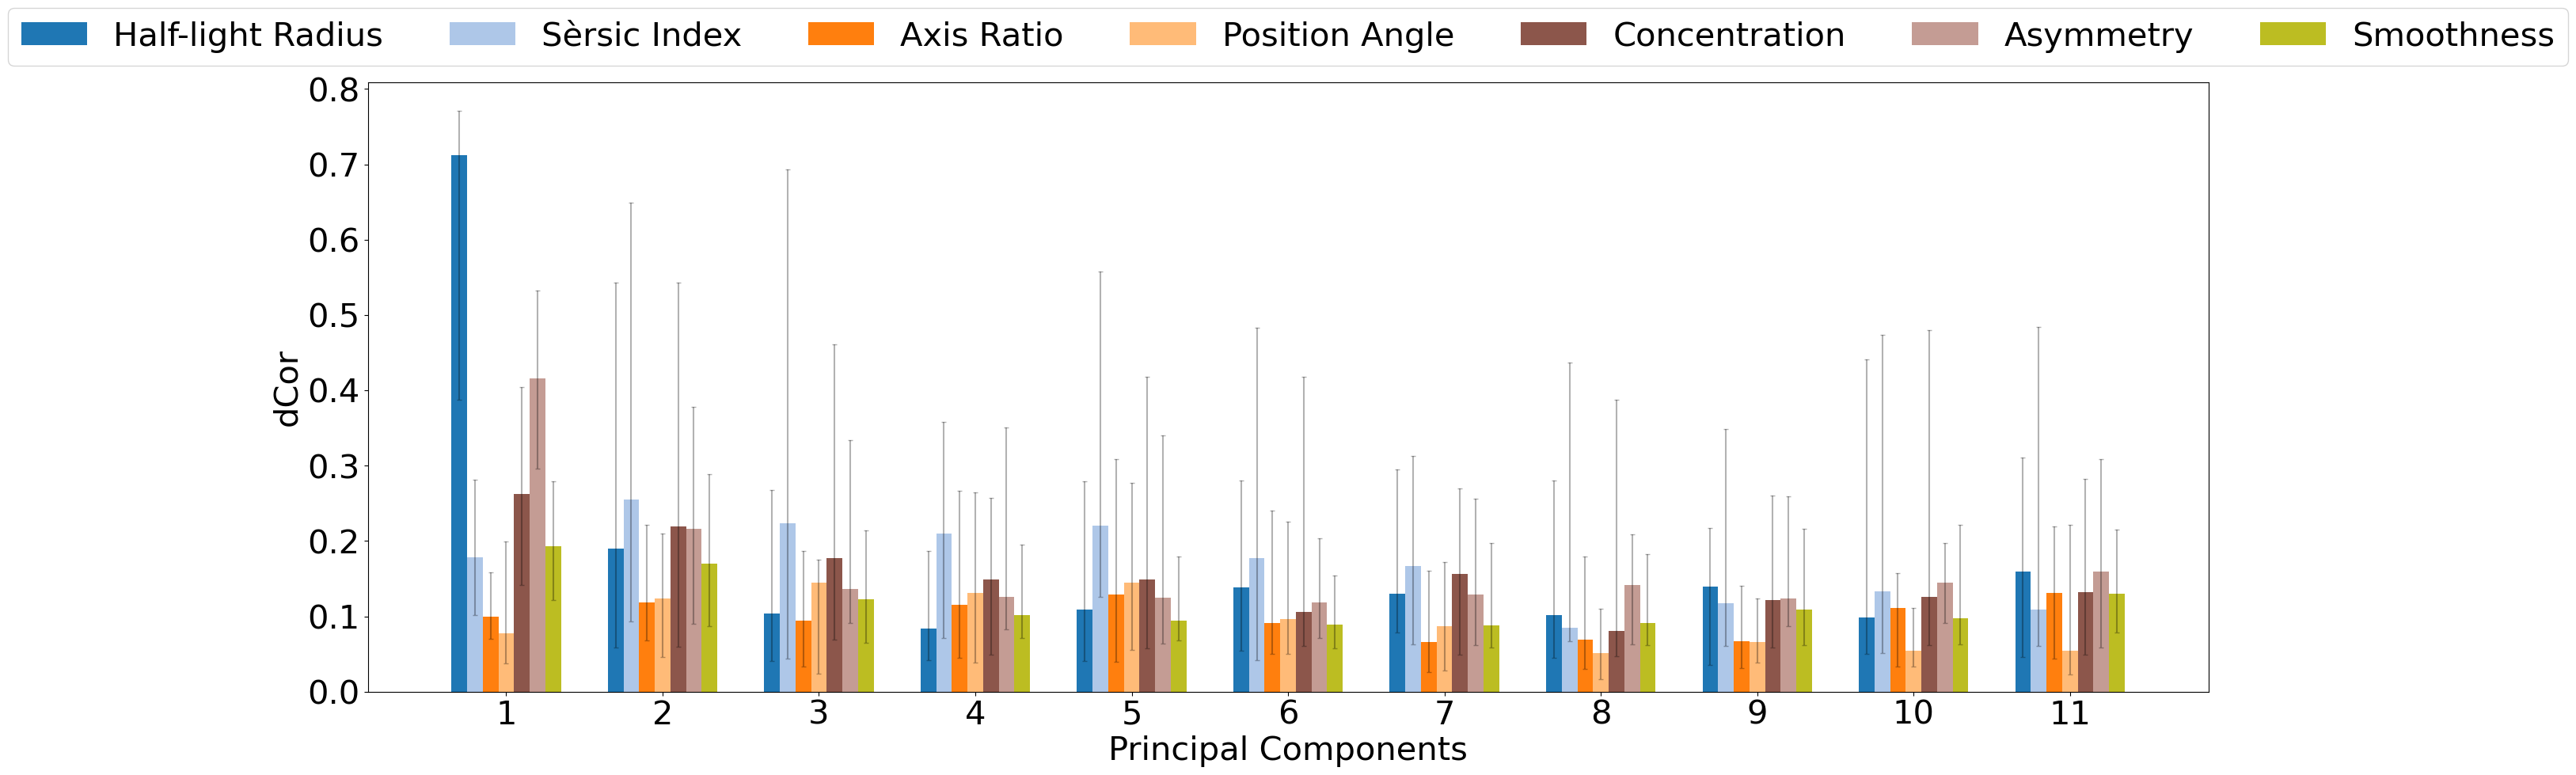 Half-light Radius Sèrsic Index Axis Ratio Position Angle Concentration Asymmetry Smoothness
0.8
0.7
0.6
0.5
0.4
0.3
0.2
0.1
0.0
dCor
1 2 3 4 5 6 7 8 9 10 11
Principal Components